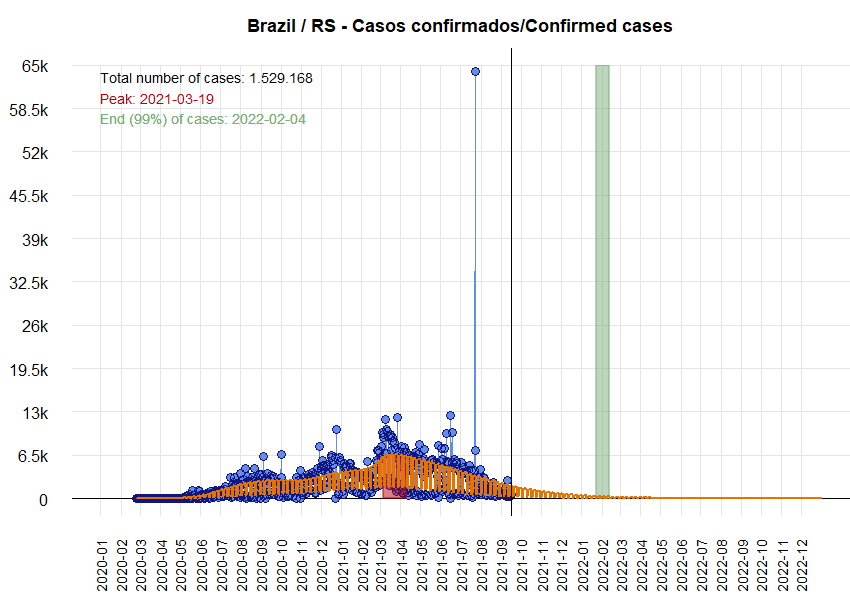 Brazil / RS - Casos confirmados/Confirmed cases
65k
58.5k
52k
45.5k
39k
32.5k
26k
19.5k
13k
6.5k
0
Total number of cases: 1.529.168
Peak: 2021-03-19
End (99%) of cases: 2022-02-04
2020-01
2020-02
2020-03
2020-04
2020-05
2020-06
2020-07
2020-08
2020-09
2020-10
2020-11
2020-12
2021-01
2021-02
2021-03
2021-04
2021-05
2021-06
2021-07
2021-08
2021-09
2021-10
2021-11
2021-12
2022-01
2022-02
2022-03
2022-04
2022-05
2022-06
2022-07
2022-08
2022-09
2022-10
2022-11
2022-12